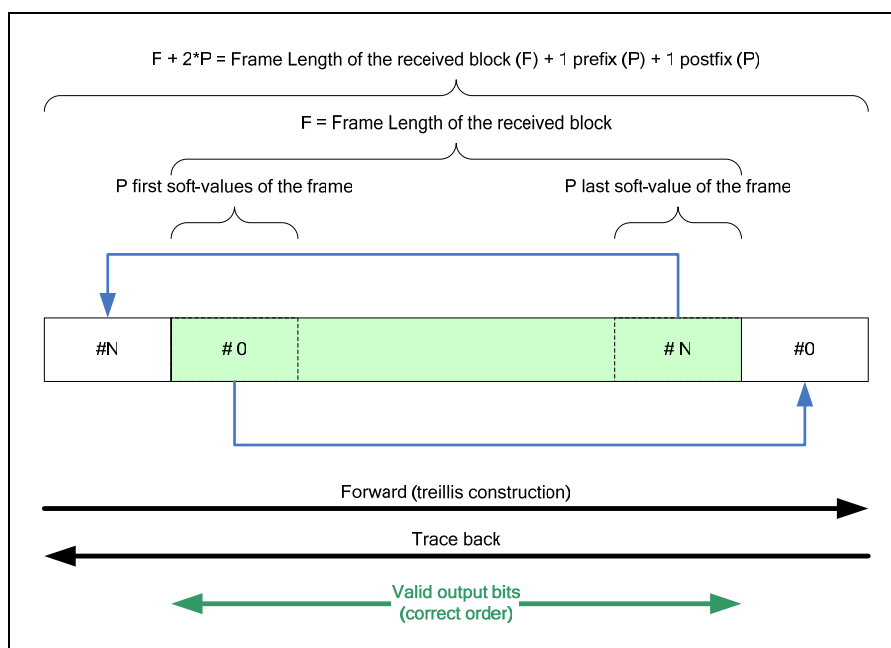 F + 2*P = Frame Length of the received block (F) + 1 prefix (P) + 1 postfix (P)
F = Frame Length of the received block
P first soft-values of the frame
P last soft-value of the frame
#N
# 0
# N
#0
Forward (treillis construction)
Trace back
Valid output bits
(correct order)